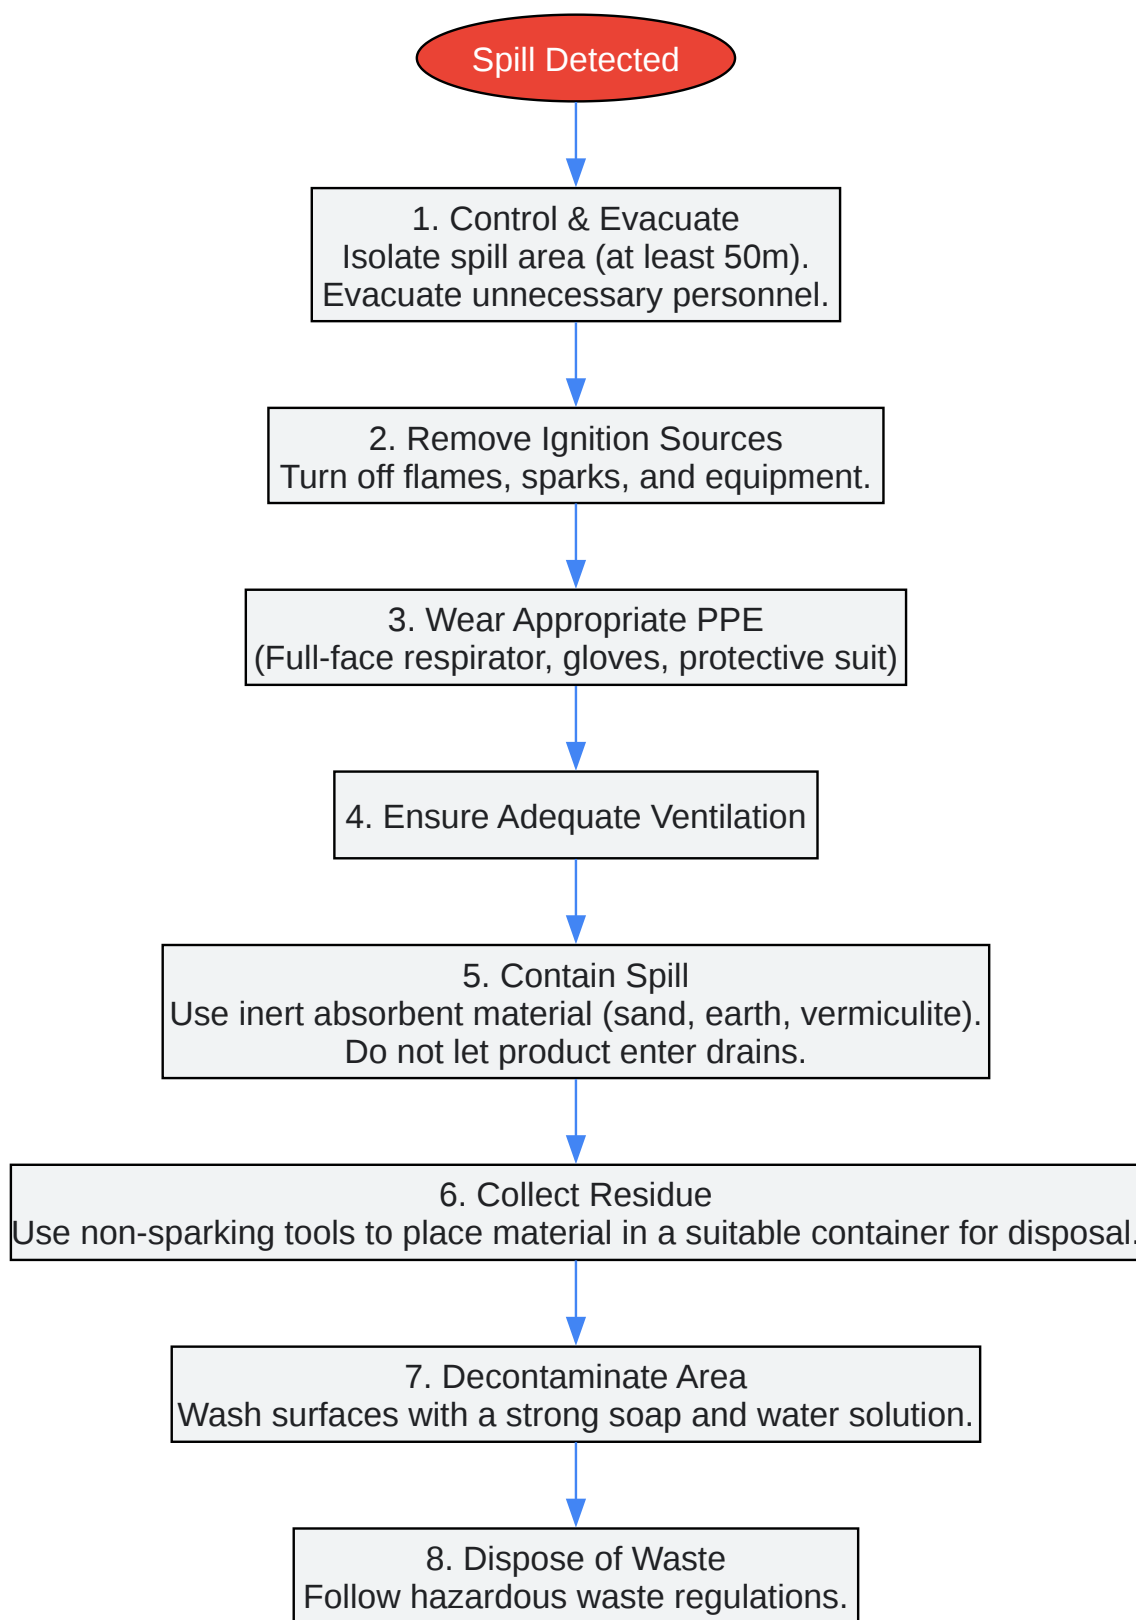 Spill Detected
1. Control & Evacuate
Isolate spill area (at least 50m).
Evacuate unnecessary personnel.
2. Remove Ignition Sources
Turn off flames, sparks, and equipment.
3. Wear Appropriate PPE
(Full-face respirator, gloves, protective suit)
4. Ensure Adequate Ventilation
5. Contain Spill
Use inert absorbent material (sand, earth, vermiculite).
Do not let product enter drains.
6. Collect Residue
Use non-sparking tools to place material in a suitable container for disposal.
7. Decontaminate Area
Wash surfaces with a strong soap and water solution.
8. Dispose of Waste
Follow hazardous waste regulations.